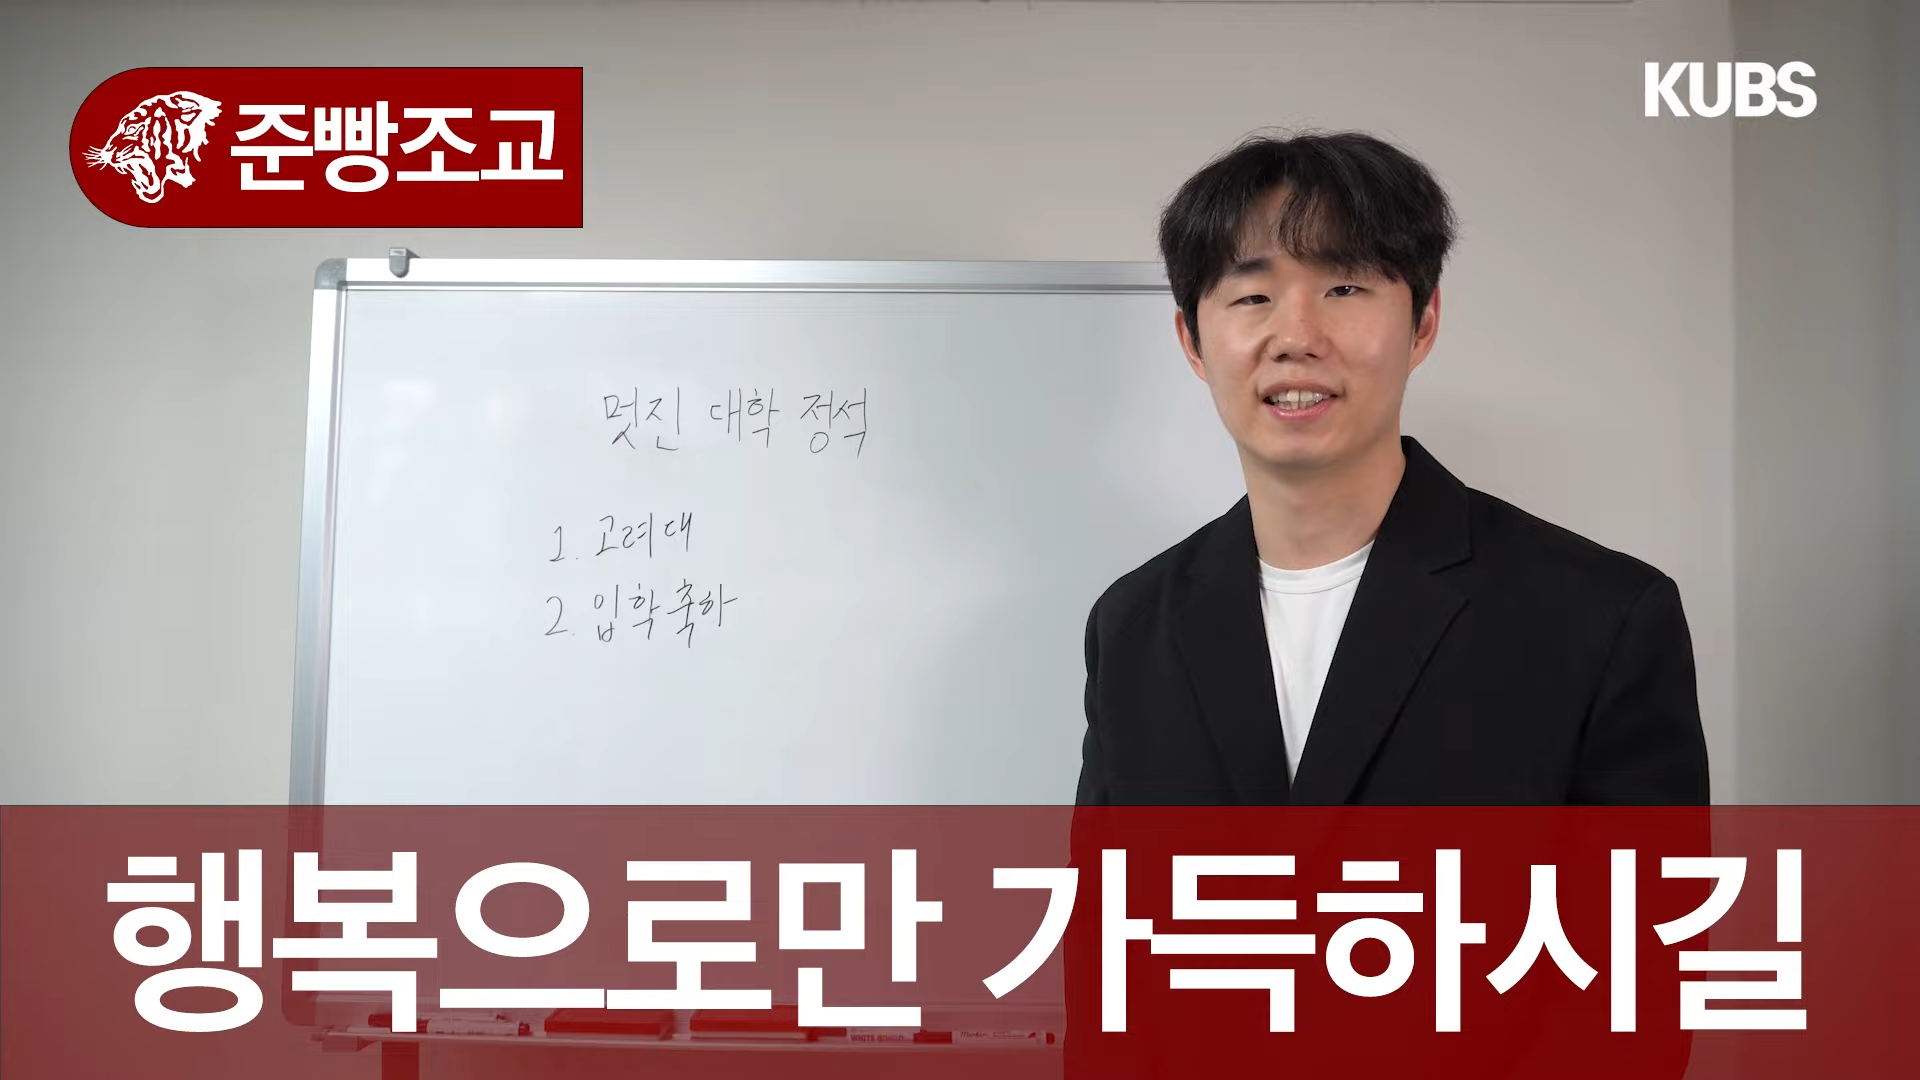 준빵조교
KUBS
멋진 대학 정석
1. 고려대
2. 입학축하
행복으로만 가득하시길